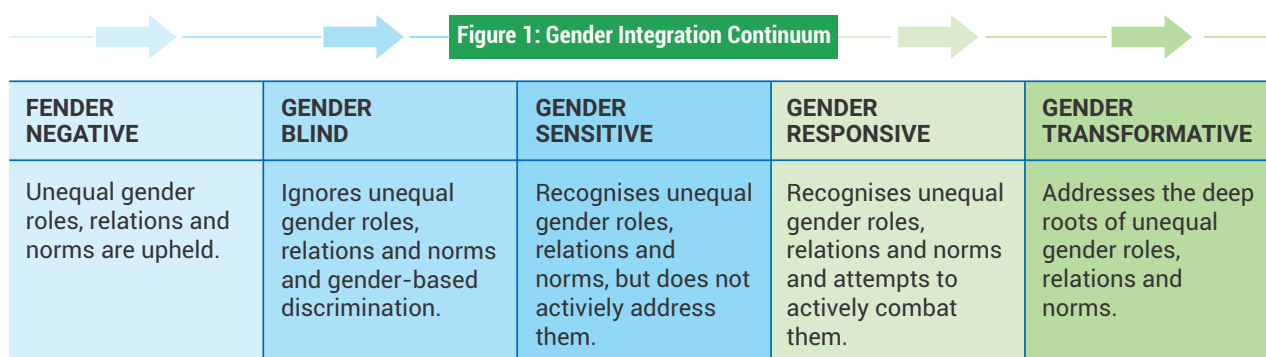 Figure 1: Gender Integration Continuum
FENDER
NEGATIVE
GENDER
BLIND
GENDER
SENSITIVE
GENDER
RESPONSIVE
GENDER
TRANSFORMATIVE
Unequal gender
roles, relations and
norms are upheld.
Ignores unequal
gender roles,
relations and norms
and gender-based
discrimination.
Recognises unequal
gender roles,
relations and
norms, but does not
activiely address
them.
Recognises unequal
gender roles,
relations and norms
and attempts to
actively combat
them.
Addresses the deep
roots of unequal
gender roles,
relations and
norms.